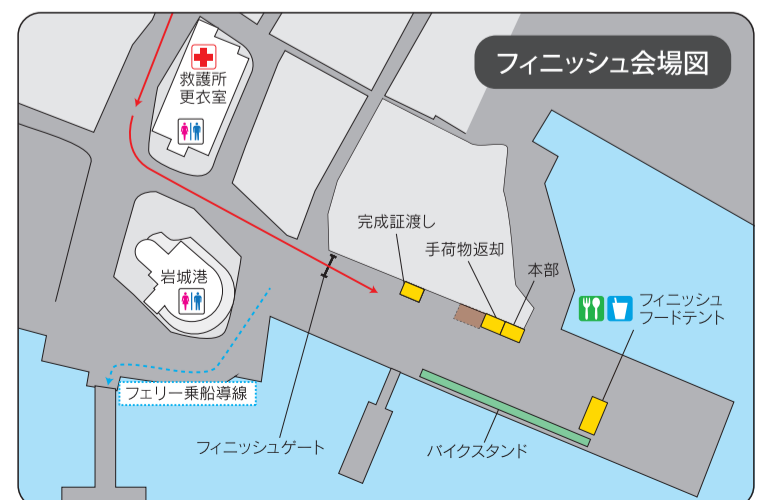 フィニッシュ会場図
救護所
更衣室
完成証渡し
手荷物返却
本部
岩城港
フィニッシュ
フードテント
フェリー乗船導線
フィニッシュゲート
バイクスタンド